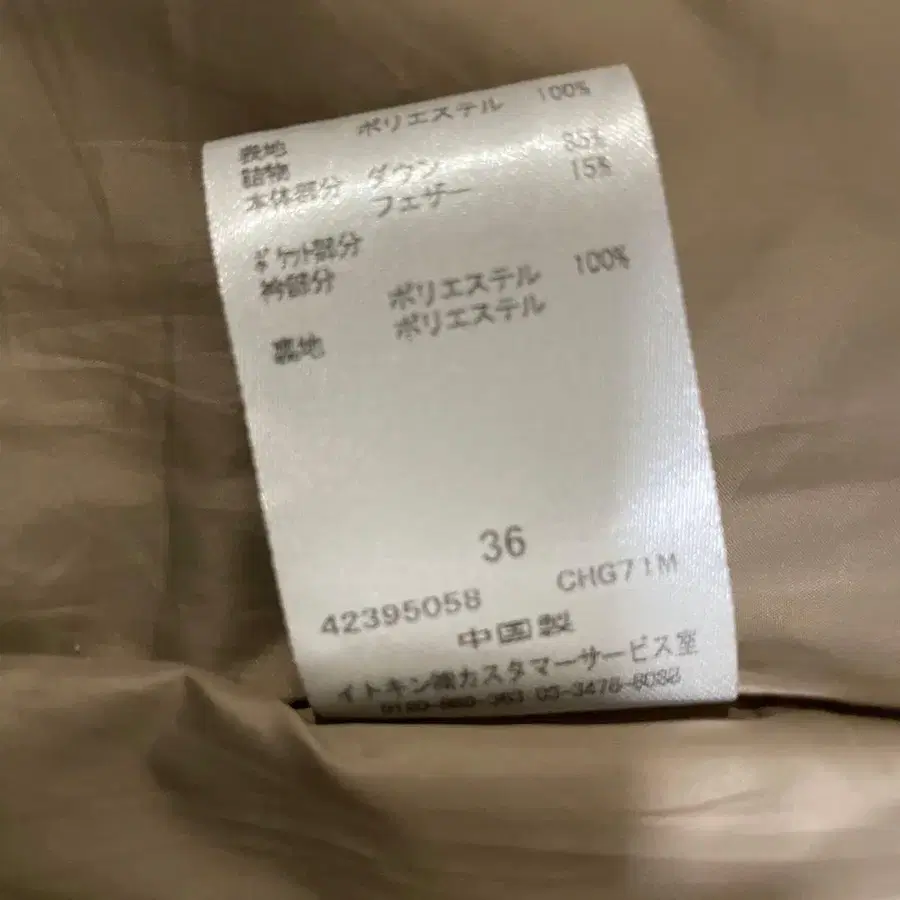 表地 ポリエステル 100%
詰物
本体部分 ダウン 85%
フェザー 15%
ポケット部分
衿部分 ポリエステル 100%
裏地 ポリエステル
36
42395058 CHG71M
中国製
イトキン㈱カスタマーサービス室
03-3478-8088